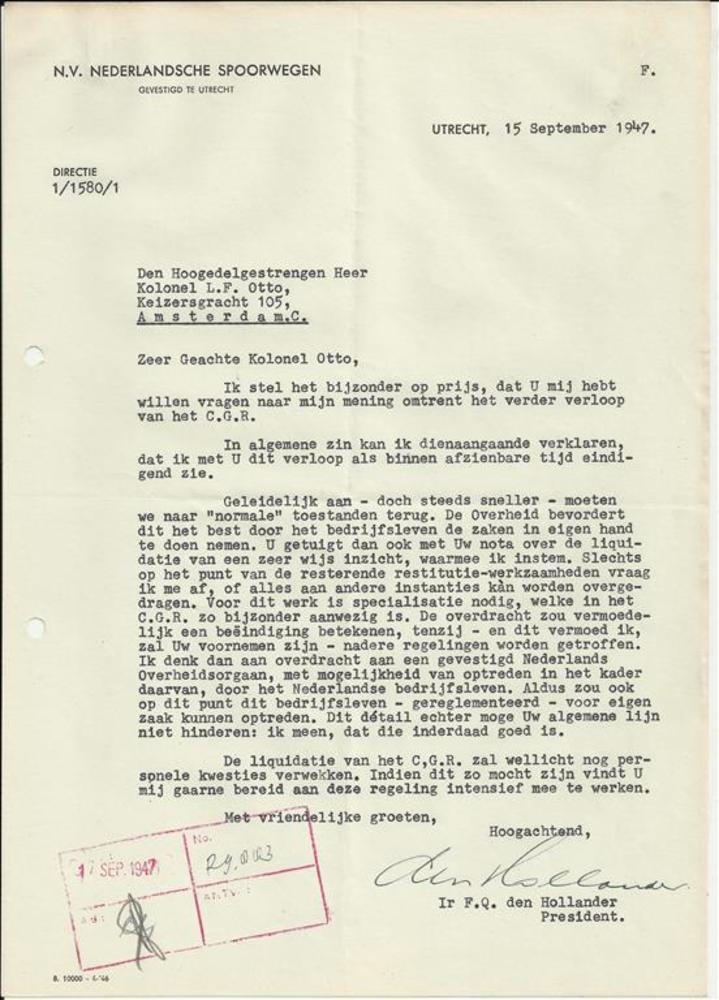 N.V. NEDERLANDSCHE SPOORWEGEN
GEVESTIGD TE UTRECHT
F.
UTRECHT, 15 September 1947.
DIRECTIE
1/1580/1
Den Hoogedelgestrengen Heer
Kolonel L.F. Otto,
Keizersgracht 105,
A m s t e r d a m.C.
Zeer Geachte Kolonel Otto,
Ik stel het bijzonder op prijs, dat U mij hebt
willen vragen naar mijn mening omtrent het verder verloop
van het C.G.R.
In algemene zin kan ik dienaangaande verklaren,
dat ik met U dit verloop als binnen afzienbare tijd eindi-
gend zie.
Geleidelijk aan - doch steeds sneller - moeten
we naar "normale" toestanden terug. De Overheid bevordert
dit het best door het bedrijfsleven de zaken in eigen hand
te doen nemen. U getuigt dan ook met Uw nota over de liqui-
datie van een zeer wijs inzicht, waarmee ik instem. Slechts
op het punt van de resterende restitutie-werkzaamheden vraag
ik me af, of alles aan andere instanties kàn worden overge-
dragen. Voor dit werk is specialisatie nodig, welke in het
C.G.R. zo bijzonder aanwezig is. De overdracht zou vermoede-
lijk een beëindiging betekenen, tenzij - en dit vermoed ik,
zal Uw voornemen zijn - nadere regelingen worden getroffen.
Ik denk dan aan overdracht aan een gevestigd Nederlands
Overheidsorgaan, met mogelijkheid van optreden in het kader
daarvan, door het Nederlandse bedrijfsleven. Aldus zou ook
op dit punt dit bedrijfsleven - gereglementeerd - voor eigen
zaak kunnen optreden. Dit détail echter moge Uw algemene lijn
niet hinderen: ik meen, dat die inderdaad goed is.
De liquidatie van het C,G.R. zal wellicht nog per-
sonele kwesties verwekken. Indien dit zo mocht zijn vindt U
mij gaarne bereid aan deze regeling intensief mee te werken.
Met vriendelijke groeten,
Hoogachtend,
No.
17 SEP. 1947
ANTW.:
den Hollander
Ir F.Q. den Hollander
President.
B. 10000 - 4-'46